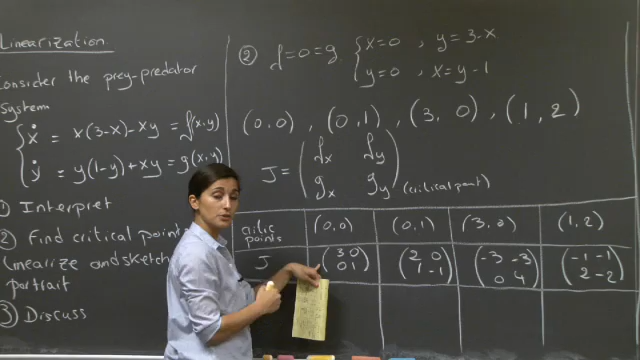 Linearization
Consider the prey-predator
system
{ ẋ = x(3-x) - xy = f(x,y)
ẏ = y(1-y) + xy = g(x,y)
① Interpret
② Find critical points
linearize and sketch
portrait
③ Discuss
② f=0=g { x=0 , y=3-x
y=0 , x=y-1
(0,0) , (0,1) , (3,0) , (1,2)
J = ( fx fy
gx gy ) (critical point)
critic points | (0,0) | (0,1) | (3,0) | (1,2)
J | ( 3 0 | ( 2 0 | ( -3 -3 | ( -1 -1
0 1 ) | 1 -1 ) | 0 4 ) | 2 -2 )